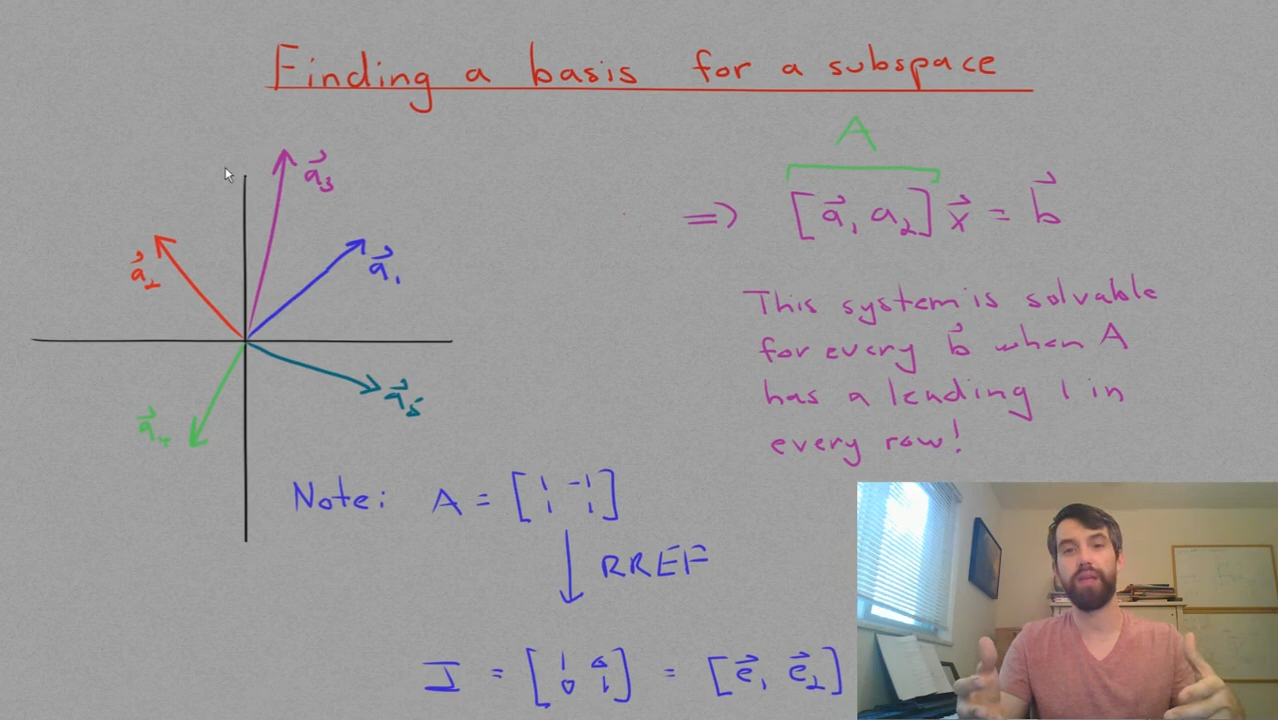 Finding a basis for a subspace
A
a⃗₃
⇒ [a⃗₁ a₂] x⃗ = b⃗
a⃗₂
a⃗₁
This system is solvable
for every b⃗ when A
has a leading 1 in
every row!
a⃗₅
a⃗₄
Note: A = [1 -1
1 1]
RREF
I = [1 0
0 1] = [e⃗₁ e⃗₂]